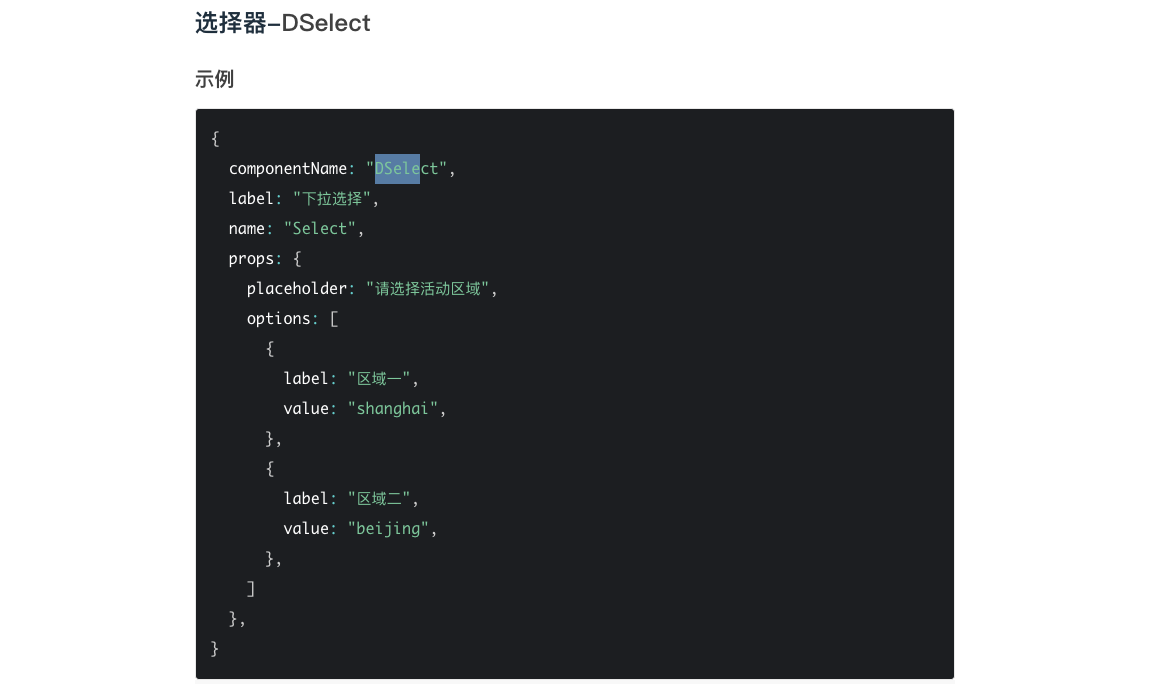 选择器–DSelect
示例
{
  componentName: "DSelect",
  label: "下拉选择",
  name: "Select",
  props: {
    placeholder: "请选择活动区域",
    options: [
      {
        label: "区域一",
        value: "shanghai",
      },
      {
        label: "区域二",
        value: "beijing",
      },
    ]
  },
}